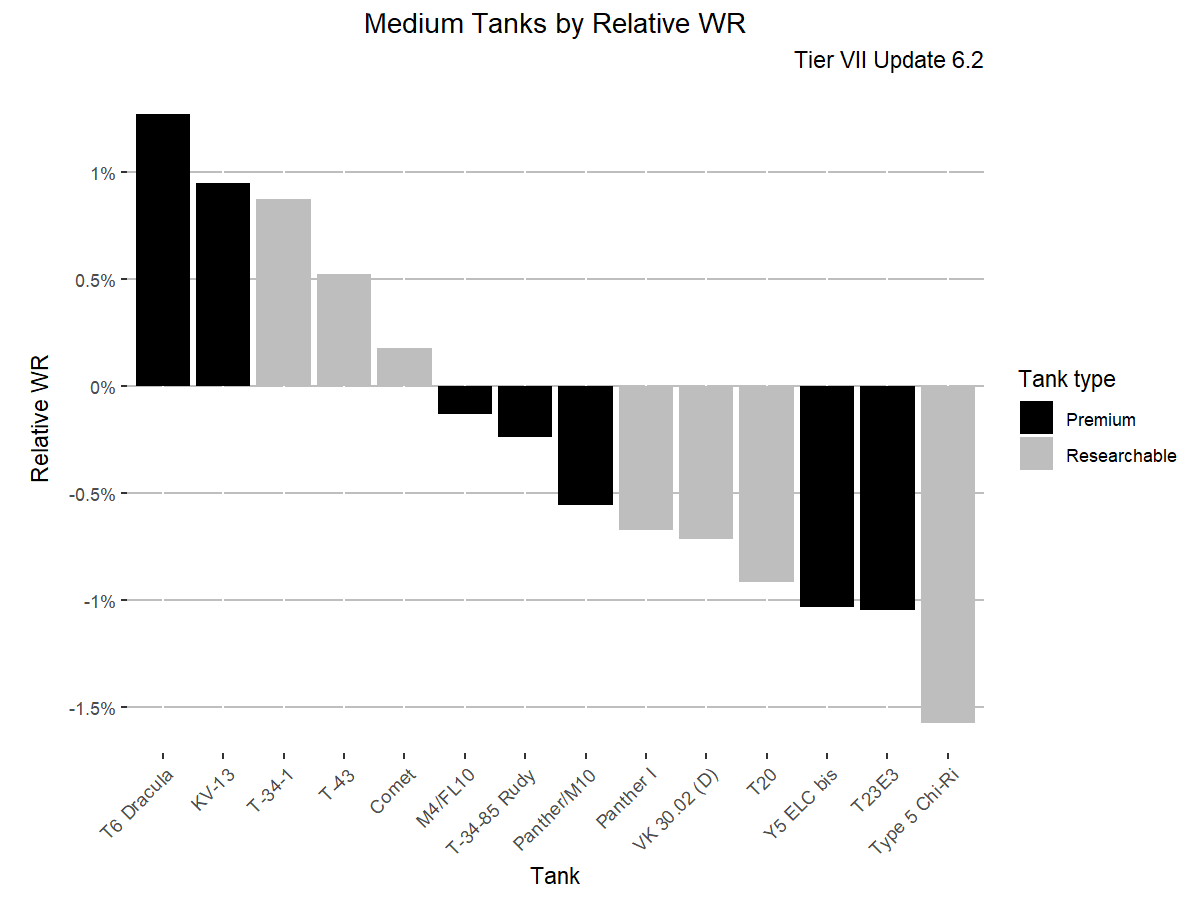 Medium Tanks by Relative WR
Tier VII Update 6.2
Relative WR
1%
0.5%
0%
-0.5%
-1%
-1.5%
T6 Dracula
KV-13
T-34-1
T-43
Comet
M4/FL10
T-34-85 Rudy
Panther/M10
Panther I
VK 30.02 (D)
T20
Y5 ELC bis
T23E3
Type 5 Chi-Ri
Tank
Tank type
Premium
Researchable